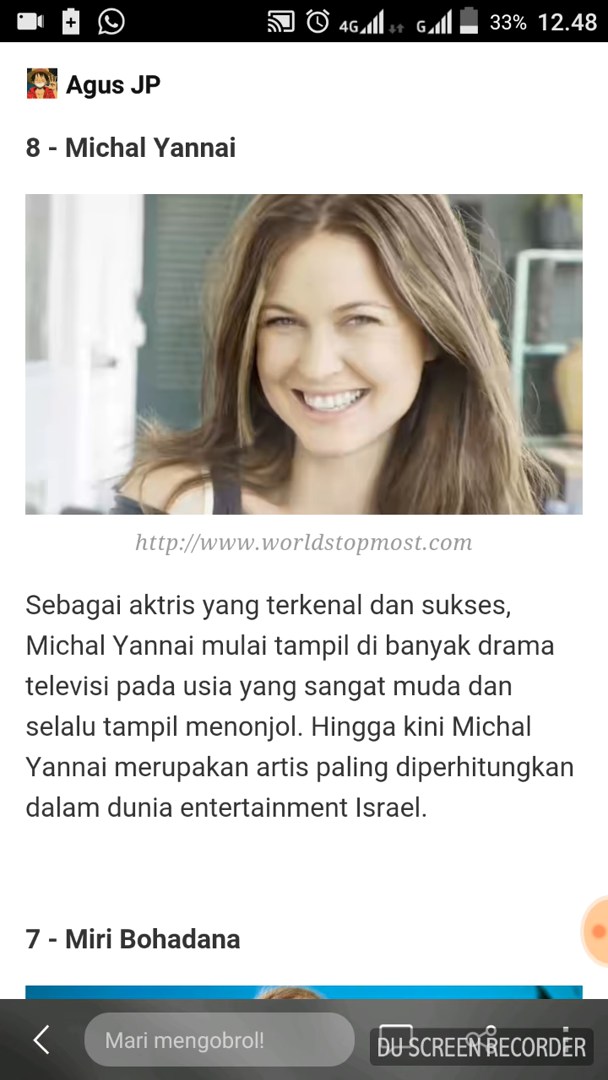 4G G 33% 12.48
Agus JP
8 - Michal Yannai
http://www.worldstopmost.com
Sebagai aktris yang terkenal dan sukses,
Michal Yannai mulai tampil di banyak drama
televisi pada usia yang sangat muda dan
selalu tampil menonjol. Hingga kini Michal
Yannai merupakan artis paling diperhitungkan
dalam dunia entertainment Israel.
7 - Miri Bohadana
Mari mengobrol!
DU SCREEN RECORDER